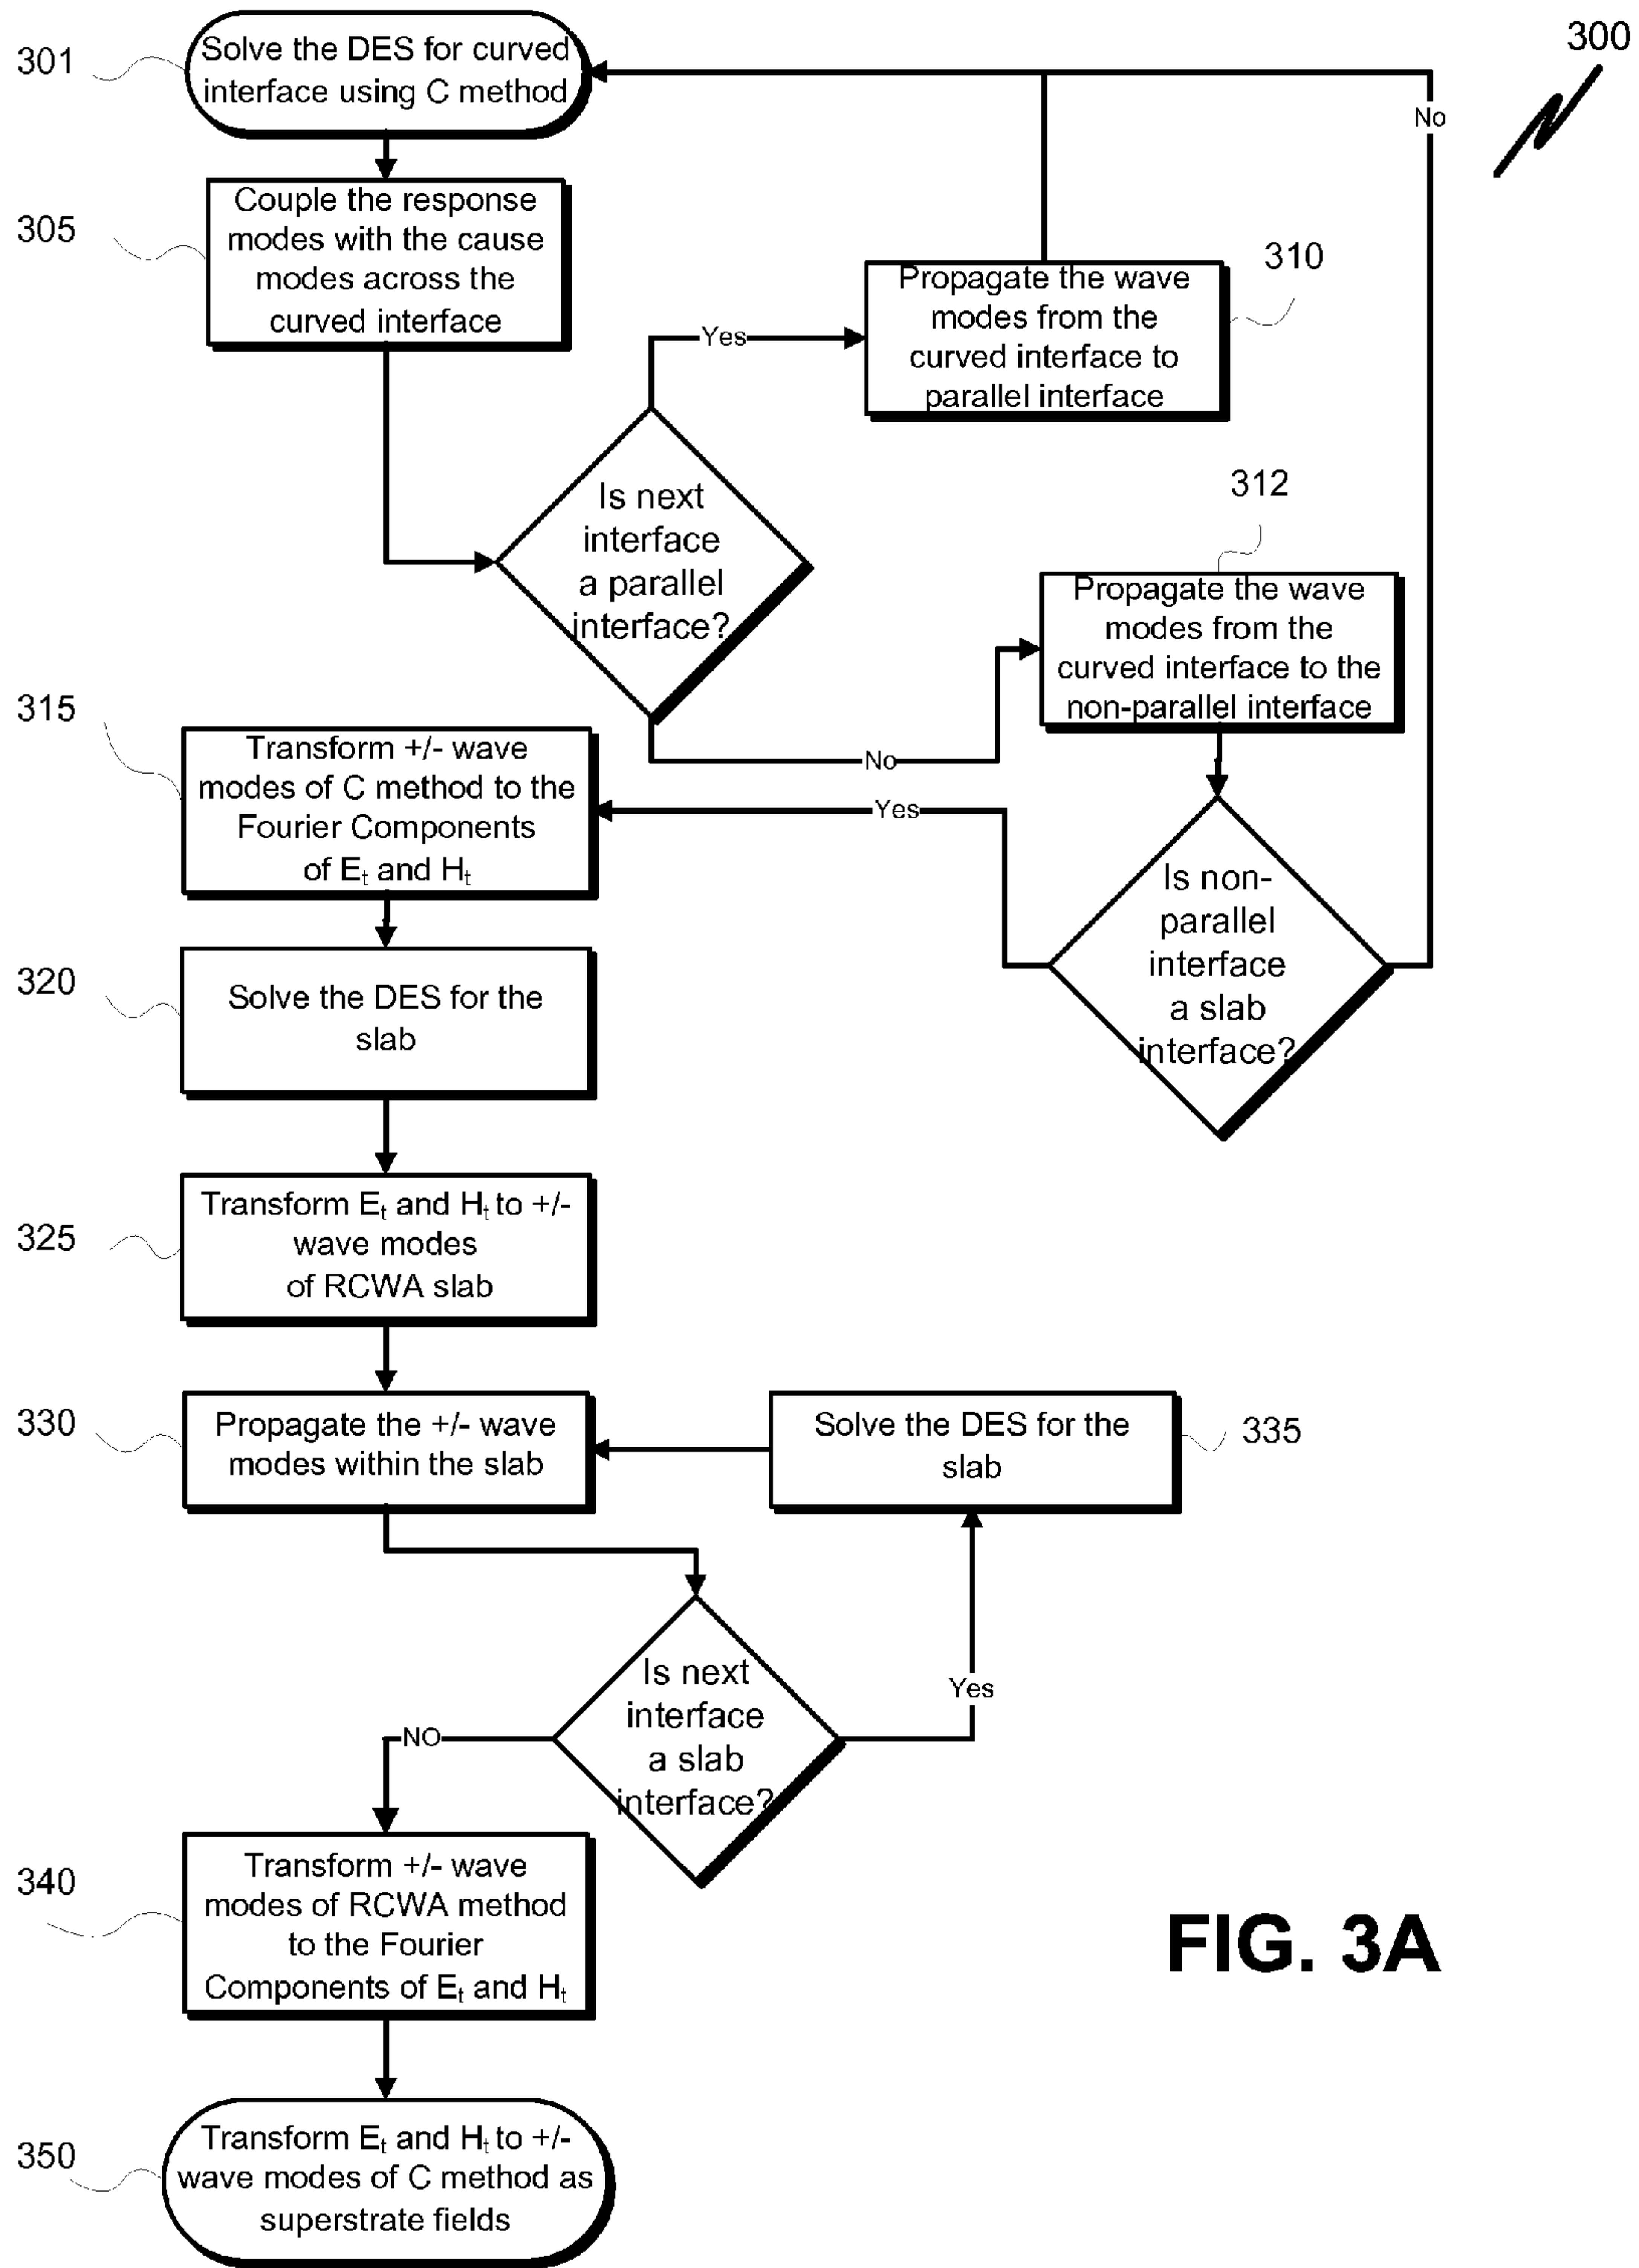 300
301
Solve the DES for curved
interface using C method
No
305
Couple the response
modes with the cause
modes across the
curved interface
310
Propagate the wave
modes from the
curved interface to
parallel interface
Yes
Is next
interface
a parallel
interface?
312
Propagate the wave
modes from the
curved interface to the
non-parallel interface
No
315
Transform +/- wave
modes of C method to the
Fourier Components
of Et and Ht
Yes
Is non-
parallel
interface
a slab
interface?
320
Solve the DES for the
slab
325
Transform Et and Ht to +/-
wave modes
of RCWA slab
330
Propagate the +/- wave
modes within the slab
Solve the DES for the
slab
335
Is next
interface
a slab
interface?
Yes
NO
340
Transform +/- wave
modes of RCWA method
to the Fourier
Components of Et and Ht
FIG. 3A
350
Transform Et and Ht to +/-
wave modes of C method as
superstrate fields